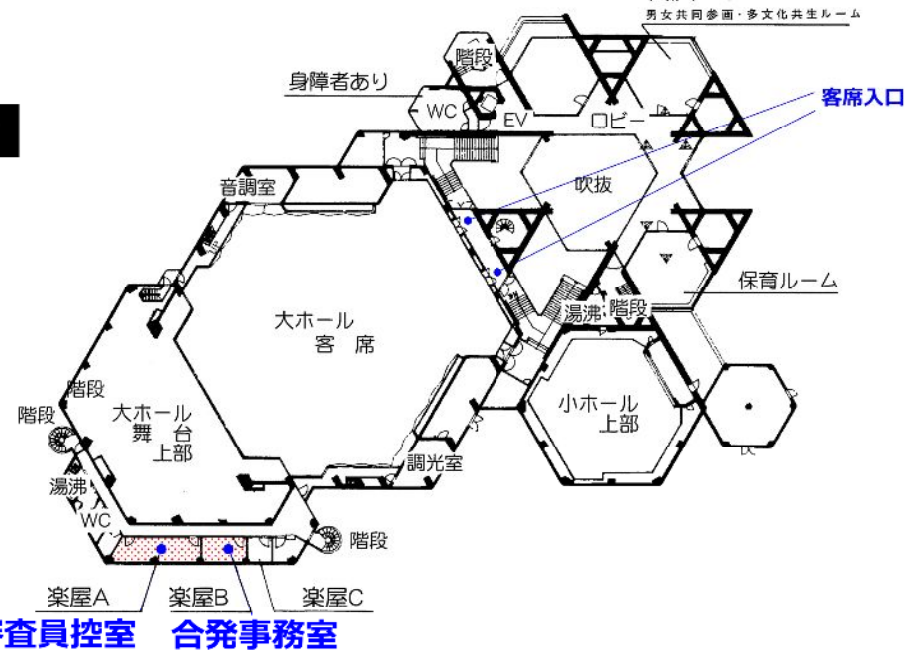 男女共同参画・多文化共生ルーム
階段
身障者あり
客席入口
WC
EV
ロビー
音調室
吹抜
保育ルーム
大ホール
客 席
湯沸
階段
小ホール
上部
階段
階段
大ホール
舞 台
上部
調光室
湯沸
WC
階段
楽屋A
楽屋B
楽屋C
査員控室
合発事務室